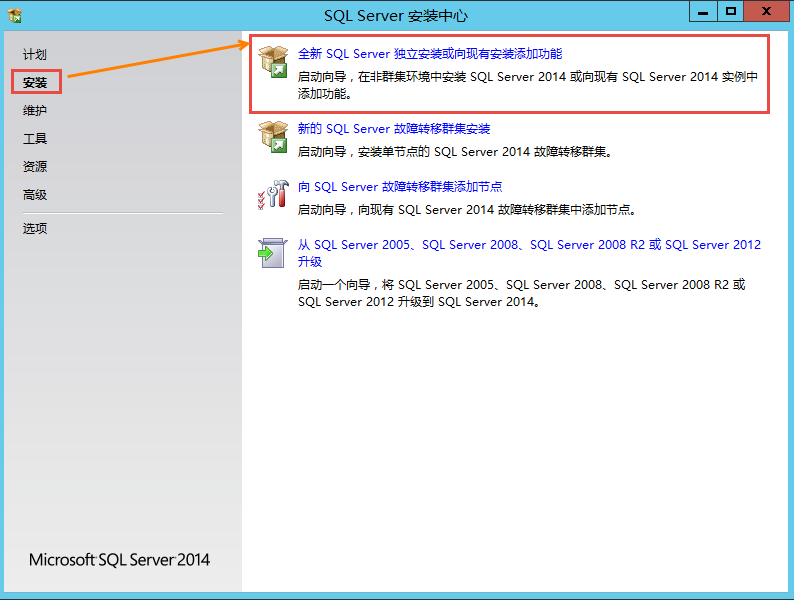 SQL Server 安装中心
计划
安装
维护
工具
资源
高级
选项
全新 SQL Server 独立安装或向现有安装添加功能
启动向导，在非群集环境中安装 SQL Server 2014 或向现有 SQL Server 2014 实例中
添加功能。
新的 SQL Server 故障转移群集安装
启动向导，安装单节点的 SQL Server 2014 故障转移群集。
向 SQL Server 故障转移群集添加节点
启动向导，向现有 SQL Server 2014 故障转移群集中添加节点。
从 SQL Server 2005、SQL Server 2008、SQL Server 2008 R2 或 SQL Server 2012
升级
启动一个向导，将 SQL Server 2005、SQL Server 2008、SQL Server 2008 R2 或
SQL Server 2012 升级到 SQL Server 2014。
Microsoft SQL Server 2014